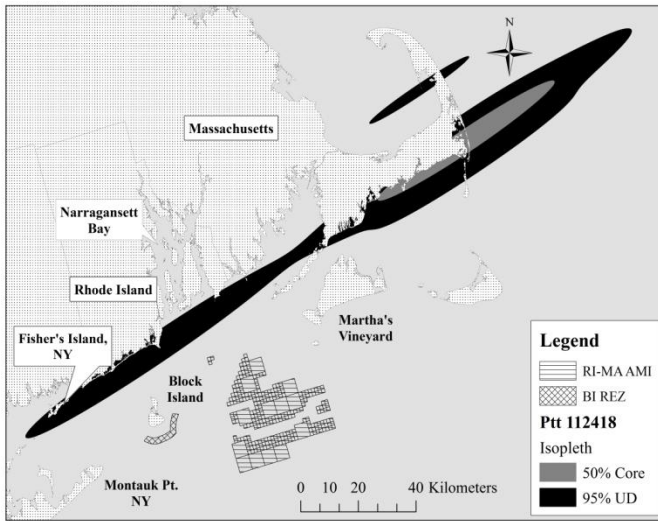 N
Massachusetts
Narragansett
Bay
Rhode Island
Fisher's Island,
NY
Martha's
Vineyard
Block
Island
Montauk Pt.
NY
0 10 20 40 Kilometers
Legend
RI-MA AMI
BI REZ
Ptt 112418
Isopleth
50% Core
95% UD